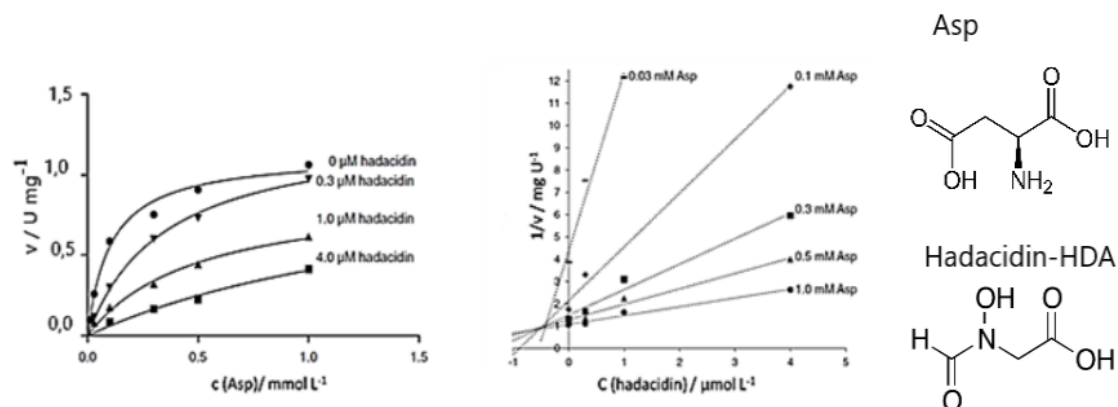 1,5
1,0
0,5
0,0
v / U mg⁻¹
0 µM hadacidin
0.3 µM hadacidin
1.0 µM hadacidin
4.0 µM hadacidin
0.0 0.5 1.0 1.5
c (Asp)/ mmol L⁻¹
12
11
10
9
8
7
6
5
4
3
2
1
0
1/v / mg U⁻¹
0.03 mM Asp
0.1 mM Asp
0.3 mM Asp
0.5 mM Asp
1.0 mM Asp
-1 0 1 2 3 4 5
C (hadacidin) / µmol L⁻¹
Asp
O
O
OH
OH
NH₂
Hadacidin-HDA
OH
O
H
N
OH
O